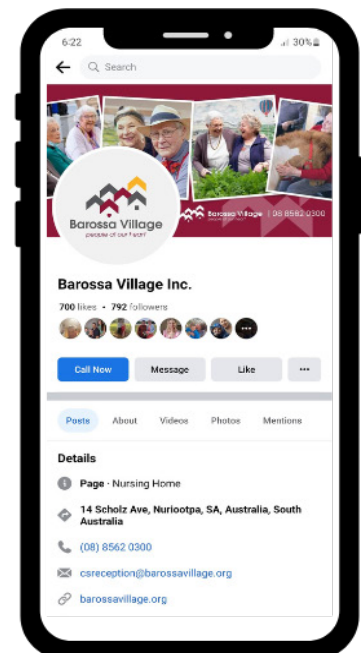 6:22
30%
Search
Barossa Village
people of our heart
Barossa Village | 08 8562 0300
Barossa Village Inc.
700 likes • 792 followers
Call Now
Message
Like
Posts
About
Videos
Photos
Mentions
Details
Page · Nursing Home
14 Scholz Ave, Nuriootpa, SA, Australia, South
Australia
(08) 8562 0300
csreception@barossavillage.org
barossavillage.org